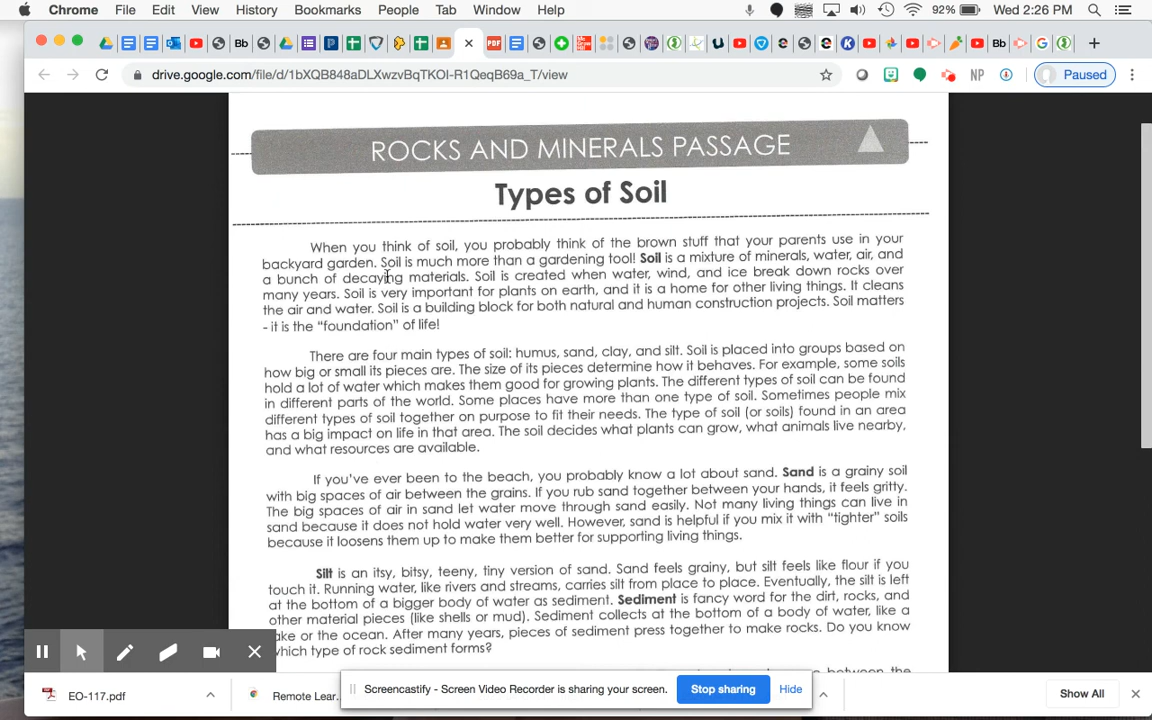 Chrome File Edit View History Bookmarks People Tab Window Help 92% Wed 2:26 PM
drive.google.com/file/d/1bXQB848aDLXwzvBqTKOI-R1QeqB69a_T/view NP Paused
ROCKS AND MINERALS PASSAGE
Types of Soil
When you think of soil, you probably think of the brown stuff that your parents use in your
backyard garden. Soil is much more than a gardening tool! Soil is a mixture of minerals, water, air, and
a bunch of decaying materials. Soil is created when water, wind, and ice break down rocks over
many years. Soil is very important for plants on earth, and it is a home for other living things. It cleans
the air and water. Soil is a building block for both natural and human construction projects. Soil matters
- it is the “foundation” of life!
There are four main types of soil: humus, sand, clay, and silt. Soil is placed into groups based on
how big or small its pieces are. The size of its pieces determine how it behaves. For example, some soils
hold a lot of water which makes them good for growing plants. The different types of soil can be found
in different parts of the world. Some places have more than one type of soil. Sometimes people mix
different types of soil together on purpose to fit their needs. The type of soil (or soils) found in an area
has a big impact on life in that area. The soil decides what plants can grow, what animals live nearby,
and what resources are available.
If you’ve ever been to the beach, you probably know a lot about sand. Sand is a grainy soil
with big spaces of air between the grains. If you rub sand together between your hands, it feels gritty.
The big spaces of air in sand let water move through sand easily. Not many living things can live in
sand because it does not hold water very well. However, sand is helpful if you mix it with “tighter” soils
because it loosens them up to make them better for supporting living things.
Silt is an itsy, bitsy, teeny, tiny version of sand. Sand feels grainy, but silt feels like flour if you
touch it. Running water, like rivers and streams, carries silt from place to place. Eventually, the silt is left
at the bottom of a bigger body of water as sediment. Sediment is fancy word for the dirt, rocks, and
other material pieces (like shells or mud). Sediment collects at the bottom of a body of water, like a
ake or the ocean. After many years, pieces of sediment press together to make rocks. Do you know
which type of rock sediment forms?
between the
EO-117.pdf Remote Lear Screencastify - Screen Video Recorder is sharing your screen. Stop sharing Hide Show All